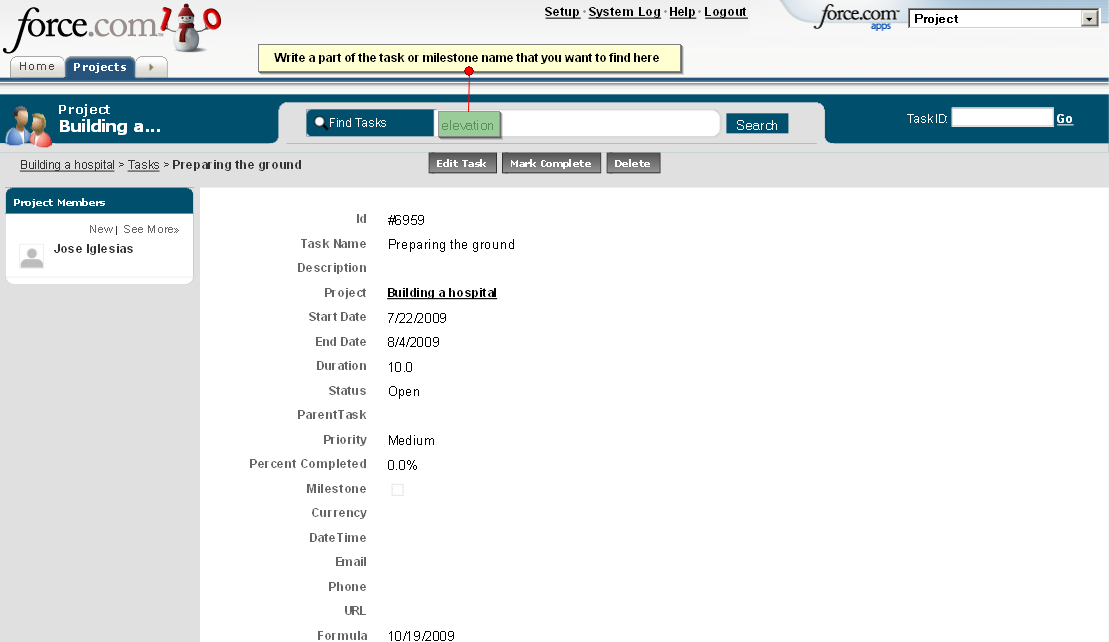 force.com 10
Setup · System Log · Help · Logout
force.com apps
Project
Home
Projects
Write a part of the task or milestone name that you want to find here
Project
Building a...
Find Tasks
elevation
Search
Task ID:
Go
Building a hospital > Tasks > Preparing the ground
Edit Task
Mark Complete
Delete
Project Members
New | See More»
Jose Iglesias
Id #6959
Task Name Preparing the ground
Description
Project Building a hospital
Start Date 7/22/2009
End Date 8/4/2009
Duration 10.0
Status Open
ParentTask
Priority Medium
Percent Completed 0.0%
Milestone
Currency
DateTime
Email
Phone
URL
Formula 10/19/2009